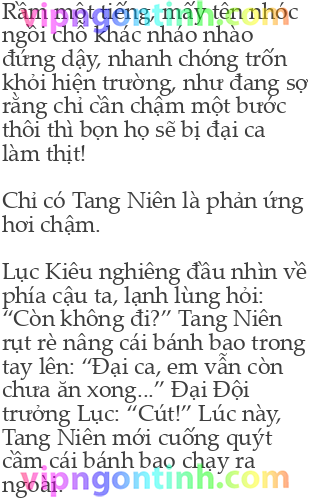 Rầm một tiếng, mấy tên nhóc
ngồi chỗ khác nháo nhào
đứng dậy, nhanh chóng trốn
khỏi hiện trường, như đang sợ
rằng chỉ cần chậm một bước
thôi thì bọn họ sẽ bị đại ca
làm thịt!
Chỉ có Tang Niên là phản ứng
hơi chậm.
Lục Kiêu nghiêng đầu nhìn về
phía cậu ta, lạnh lùng hỏi:
“Còn không đi?” Tang Niên
rụt rè nâng cái bánh bao trong
tay lên: “Đại ca, em vẫn còn
chưa ăn xong...” Đại Đội
trưởng Lục: “Cút!” Lúc này,
Tang Niên mới cuống quýt
cầm cái bánh bao chạy ra
ngoài.
vipngontinh.com
vipngontinh.com
vipngontinh.com